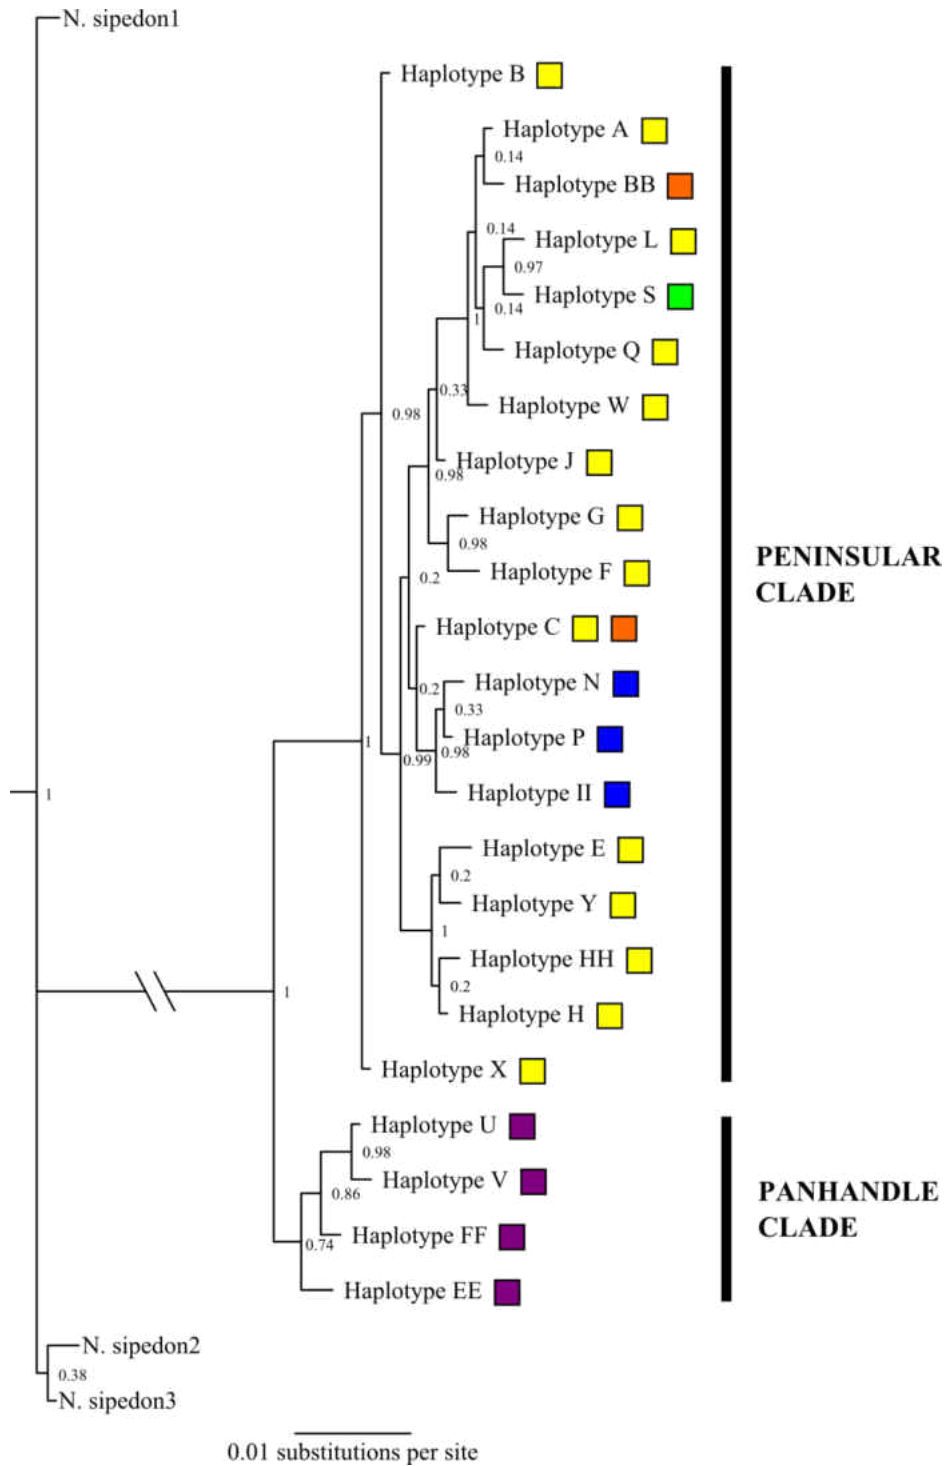 N. sipedon1
Haplotype B
Haplotype A
0.14
Haplotype BB
0.14
Haplotype L
0.97
Haplotype S
0.14
1
Haplotype Q
0.33
Haplotype W
0.98
Haplotype J
0.98
Haplotype G
0.98
Haplotype F
0.2
PENINSULAR
CLADE
Haplotype C
Haplotype N
0.2
0.33
Haplotype P
1
0.98
0.99
Haplotype II
1
Haplotype E
0.2
Haplotype Y
1
Haplotype HH
0.2
1
Haplotype H
Haplotype X
Haplotype U
0.98
Haplotype V
0.86
PANHANDLE
CLADE
Haplotype FF
0.74
Haplotype EE
N. sipedon2
0.38
N. sipedon3
0.01 substitutions per site